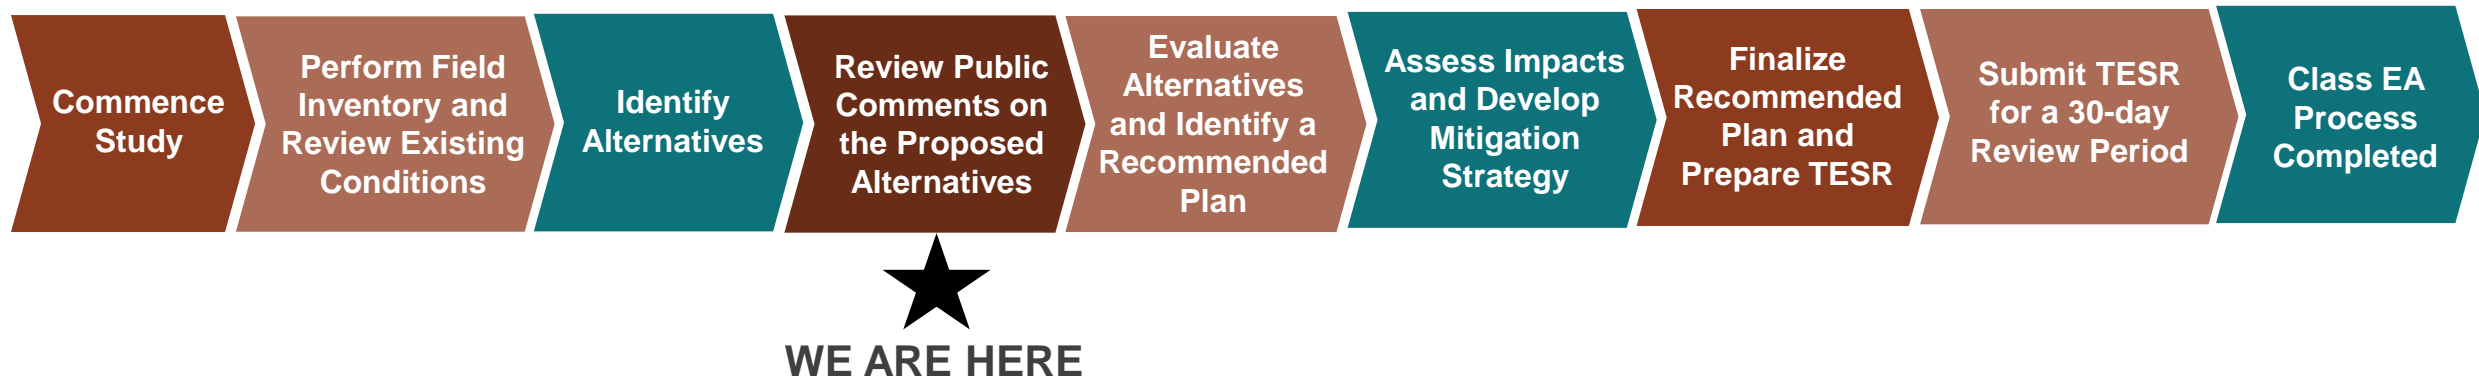 Commence
Study
Perform Field
Inventory and
Review Existing
Conditions
Identify
Alternatives
Review Public
Comments on
the Proposed
Alternatives
Evaluate
Alternatives
and Identify a
Recommended
Plan
Assess Impacts
and Develop
Mitigation
Strategy
Finalize
Recommended
Plan and
Prepare TESR
Submit TESR
for a 30-day
Review Period
Class EA
Process
Completed
WE ARE HERE